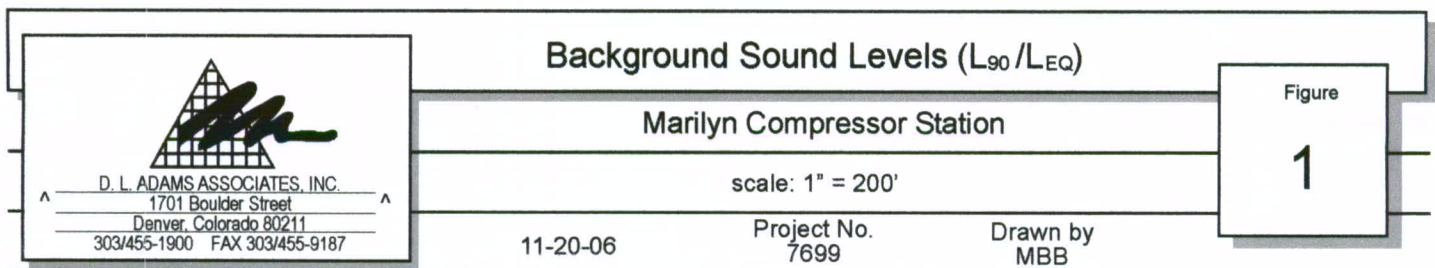 Background Sound Levels (L90/LEQ)
Marilyn Compressor Station
scale: 1" = 200'
11-20-06
Project No.
7699
Drawn by
MBB
Figure
1
D. L. ADAMS ASSOCIATES, INC.
^ 1701 Boulder Street ^
Denver, Colorado 80211
303/455-1900 FAX 303/455-9187